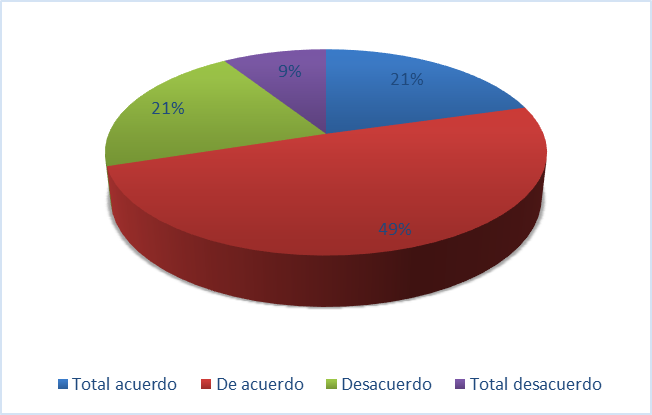 9%
21%
21%
49%
Total acuerdo
De acuerdo
Desacuerdo
Total desacuerdo